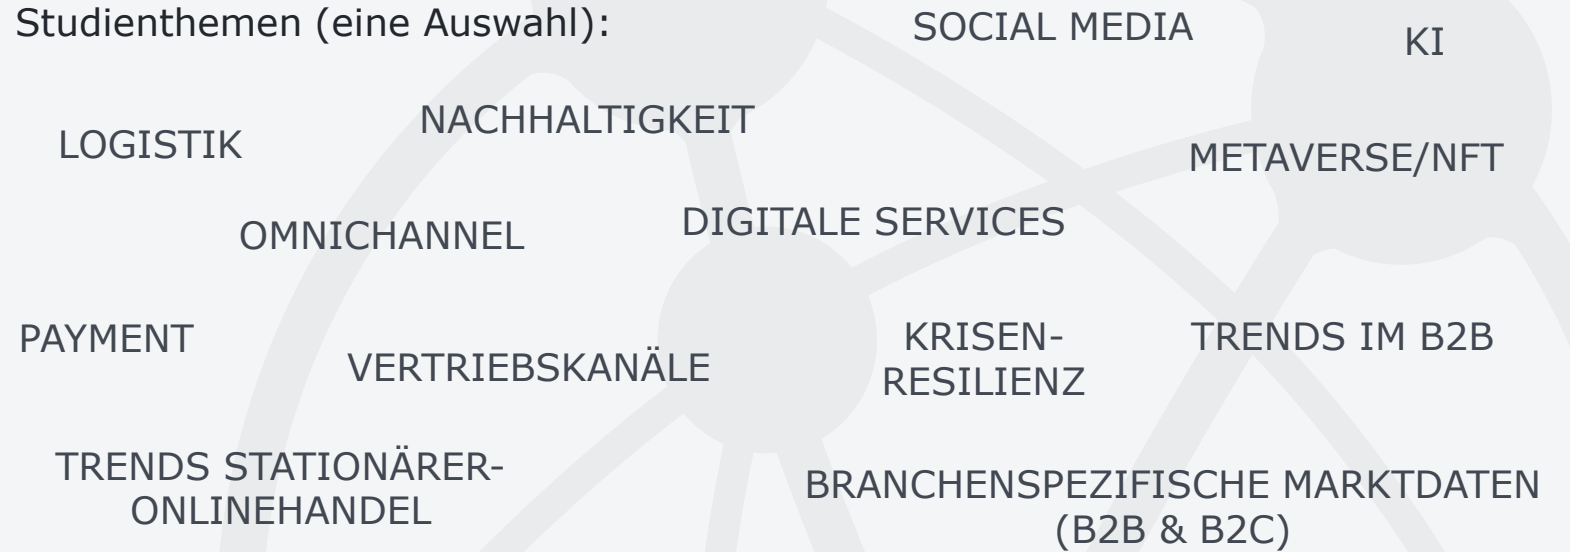 Studienthemen (eine Auswahl):
SOCIAL MEDIA
KI
NACHHALTIGKEIT
LOGISTIK
METAVERSE/NFT
DIGITALE SERVICES
OMNICHANNEL
PAYMENT
VERTRIEBSKANÄLE
KRISEN-
RESILIENZ
TRENDS IM B2B
TRENDS STATIONÄRER-
ONLINEHANDEL
BRANCHENSPEZIFISCHE MARKTDATEN
(B2B & B2C)